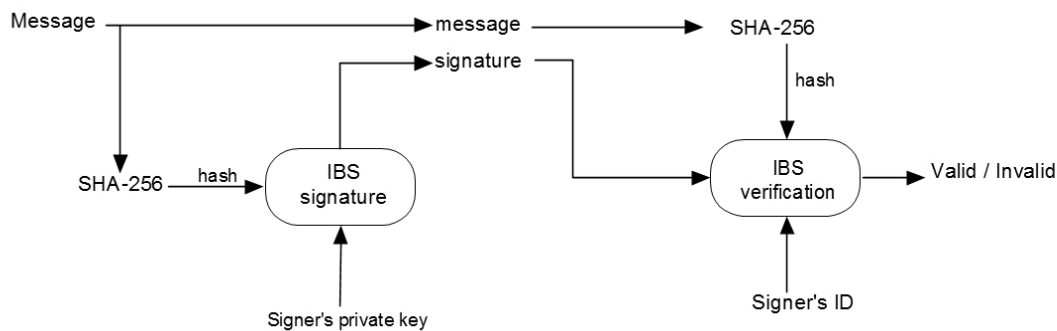 Message
message
SHA-256
signature
hash
IBS
signature
IBS
verification
Valid / Invalid
SHA-256
hash
Signer's ID
Signer's private key